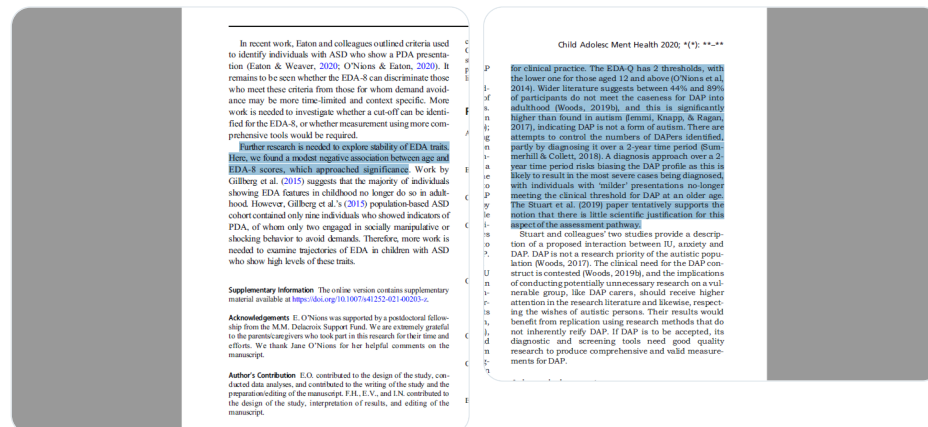 In recent work, Eaton and colleagues outlined criteria used
to identify individuals with ASD who show a PDA presenta-
tion (Eaton & Weaver, 2020; O'Nions & Eaton, 2020). It
remains to be seen whether the EDA-8 can discriminate those
who meet these criteria from those for whom demand avoid-
ance may be more time-limited and context specific. More
work is needed to investigate whether a cut-off can be identi-
fied for the EDA-8, or whether measurement using more com-
prehensive tools would be required.
Further research is needed to explore stability of EDA traits.
Here, we found a modest negative association between age and
EDA-8 scores, which approached significance. Work by
Gillberg et al. (2015) suggests that the majority of individuals
showing EDA features in childhood no longer do so in adult-
hood. However, Gillberg et al.'s (2015) population-based ASD
cohort contained only nine individuals who showed indicators of
PDA, of whom only two engaged in socially manipulative or
shocking behavior to avoid demands. Therefore, more work is
needed to examine trajectories of EDA in children with ASD
who show high levels of these traits.
Supplementary Information The online version contains supplementary
material available at https://doi.org/10.1007/s41252-021-00203-z.
Acknowledgements E. O'Nions was supported by a postdoctoral fellow-
ship from the M.M. Delacroix Support Fund. We are extremely grateful
to the parents/caregivers who took part in this research for their time and
efforts. We thank Jane O'Nions for her helpful comments on the
manuscript.
Author's Contribution E.O. contributed to the design of the study, con-
ducted data analyses, and contributed to the writing of the study and the
preparation/editing of the manuscript. F.H., E.V., and I.N. contributed to
the design of the study, interpretation of results, and editing of the
manuscript.
Child Adolesc Ment Health 2020; *(*): **–**
for clinical practice. The EDA-Q has 2 thresholds, with
the lower one for those aged 12 and above (O'Nions et al,
2014). Wider literature suggests between 44% and 89%
of participants do not meet the caseness for DAP into
adulthood (Woods, 2019b), and this is significantly
higher than found in autism (Iemmi, Knapp, & Ragan,
2017), indicating DAP is not a form of autism. There are
attempts to control the numbers of DAPers identified,
partly by diagnosing it over a 2-year time period (Sum-
merhill & Collett, 2018). A diagnosis approach over a 2-
year time period risks biasing the DAP profile as this is
likely to result in the most severe cases being diagnosed,
with individuals with 'milder' presentations no-longer
meeting the clinical threshold for DAP at an older age.
The Stuart et al. (2019) paper tentatively supports the
notion that there is little scientific justification for this
aspect of the assessment pathway.
Stuart and colleagues' two studies provide a descrip-
tion of a proposed interaction between IU, anxiety and
DAP. DAP is not a research priority of the autistic popu-
lation (Woods, 2017). The clinical need for the DAP con-
struct is contested (Woods, 2019b), and the implications
of conducting potentially unnecessary research on a vul-
nerable group, like DAP carers, should receive higher
attention in the research literature and likewise, respect-
ing the wishes of autistic persons. Their results would
benefit from replication using research methods that do
not inherently reify DAP. If DAP is to be accepted, its
diagnostic and screening tools need good quality
research to produce comprehensive and valid measure-
ments for DAP.